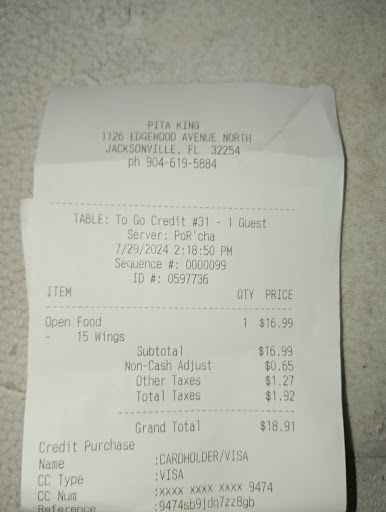 PITA KING
1126 EDGEWOOD AVENUE NORTH
JACKSONVILLE, FL 32254
ph 904-619-5884
TABLE: To Go Credit #31 - 1 Guest
Server: PoR'cha
7/29/2024 2:18:50 PM
Sequence #: 0000099
ID #: 0597736
ITEM QTY PRICE
Open Food 1 $16.99
- 15 Wings
Subtotal $16.99
Non-Cash Adjust $0.65
Other Taxes $1.27
Total Taxes $1.92
Grand Total $18.91
Credit Purchase
Name :CARDHOLDER/VISA
CC Type :VISA
CC Num :xxxx xxxx xxxx 9474
Reference :9474sb9jdq7zz8gb